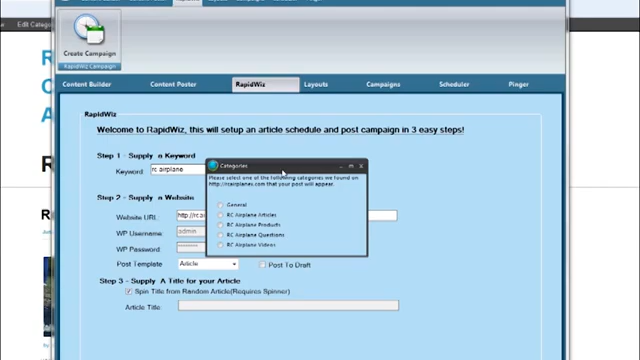 Edit Catego
Create Campaign
RapidWiz Campaign
Content Builder
Content Poster
RapidWiz
Layouts
Campaigns
Scheduler
Pinger
RapidWiz
Welcome to RapidWiz, this will setup an article schedule and post campaign in 3 easy steps!
Step 1 - Supply a Keyword
Keyword:
rc airplane
Categories
Please select one of the following categories we found on
http://rcairplanes.com that your post will appear.
General
RC Airplane Articles
RC Airplane Products
RC Airplane Questions
RC Airplane Videos
Step 2 - Supply a Website
Website URL:
http://rc.ai
WP Username:
admin
WP Password:
Post Template:
Article
Post To Draft
Step 3 - Supply A Title for your Article
Spin Title from Random Article(Requires Spinner)
Article Title: